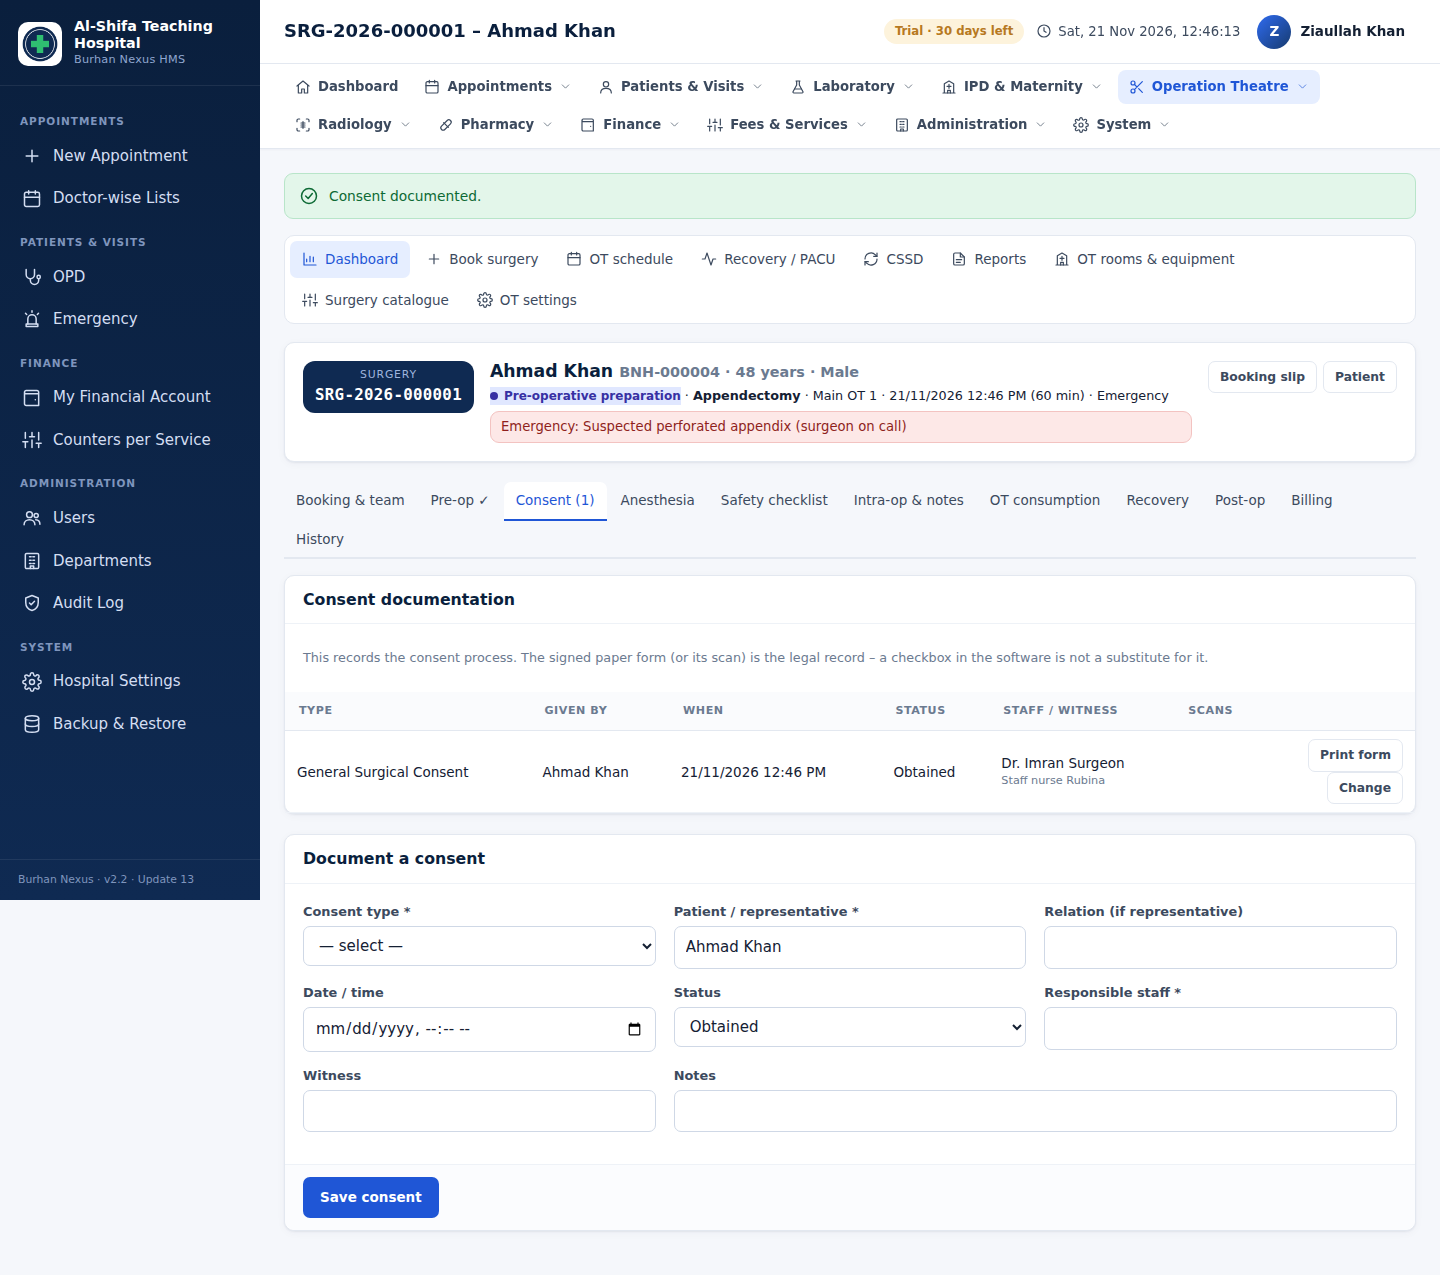 Al-Shifa Teaching
Hospital
Burhan Nexus HMS
APPOINTMENTS
New Appointment
Doctor-wise Lists
PATIENTS & VISITS
OPD
Emergency
FINANCE
My Financial Account
Counters per Service
ADMINISTRATION
Users
Departments
Audit Log
SYSTEM
Hospital Settings
Backup & Restore
Burhan Nexus · v2.2 · Update 13
SRG-2026-000001 – Ahmad Khan
Trial · 30 days left
Sat, 21 Nov 2026, 12:46:13
Z
Ziaullah Khan
Dashboard Appointments Patients & Visits Laboratory IPD & Maternity Operation Theatre
Radiology Pharmacy Finance Fees & Services Administration System
Consent documented.
Dashboard Book surgery OT schedule Recovery / PACU CSSD Reports OT rooms & equipment
Surgery catalogue OT settings
SURGERY
SRG-2026-000001
Ahmad Khan BNH-000004 · 48 years · Male
Pre-operative preparation · Appendectomy · Main OT 1 · 21/11/2026 12:46 PM (60 min) · Emergency
Emergency: Suspected perforated appendix (surgeon on call)
Booking slip Patient
Booking & team Pre-op ✓ Consent (1) Anesthesia Safety checklist Intra-op & notes OT consumption Recovery Post-op Billing
History
Consent documentation
This records the consent process. The signed paper form (or its scan) is the legal record – a checkbox in the software is not a substitute for it.
TYPE GIVEN BY WHEN STATUS STAFF / WITNESS SCANS
General Surgical Consent Ahmad Khan 21/11/2026 12:46 PM Obtained Dr. Imran Surgeon
Staff nurse Rubina
Print form
Change
Document a consent
Consent type * Patient / representative * Relation (if representative)
— select — Ahmad Khan
Date / time Status Responsible staff *
mm/dd/yyyy, --:-- -- Obtained
Witness Notes
Save consent